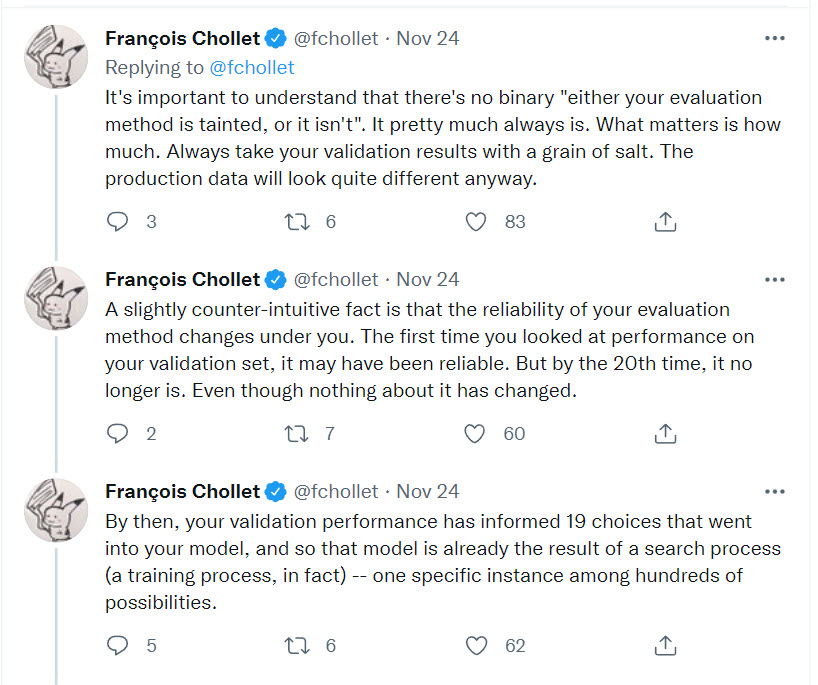 François Chollet @fchollet · Nov 24
Replying to @fchollet
It's important to understand that there's no binary "either your evaluation
method is tainted, or it isn't". It pretty much always is. What matters is how
much. Always take your validation results with a grain of salt. The
production data will look quite different anyway.
3 6 83
François Chollet @fchollet · Nov 24
A slightly counter-intuitive fact is that the reliability of your evaluation
method changes under you. The first time you looked at performance on
your validation set, it may have been reliable. But by the 20th time, it no
longer is. Even though nothing about it has changed.
2 7 60
François Chollet @fchollet · Nov 24
By then, your validation performance has informed 19 choices that went
into your model, and so that model is already the result of a search process
(a training process, in fact) -- one specific instance among hundreds of
possibilities.
5 6 62